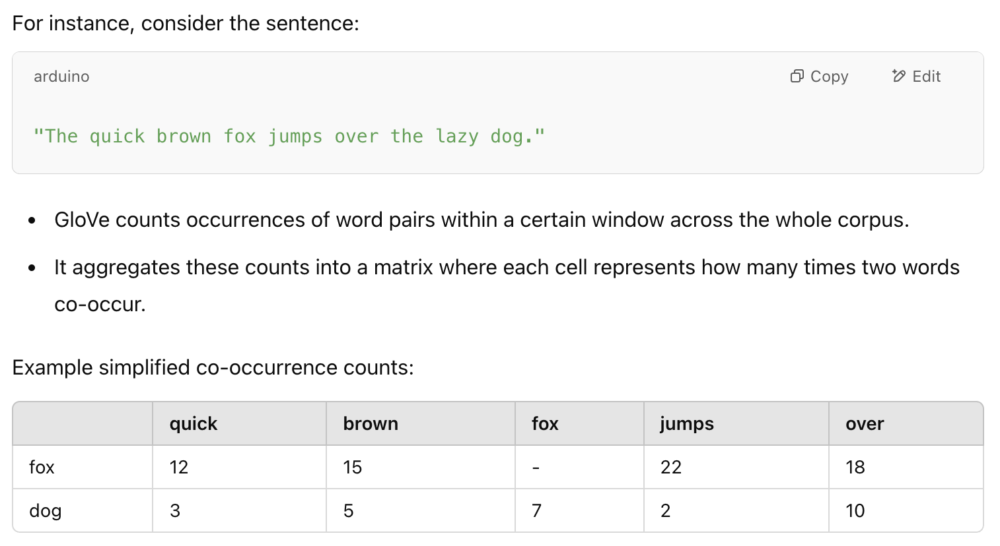 For instance, consider the sentence:
arduino Copy Edit
"The quick brown fox jumps over the lazy dog."
• GloVe counts occurrences of word pairs within a certain window across the whole corpus.
• It aggregates these counts into a matrix where each cell represents how many times two words
co-occur.
Example simplified co-occurrence counts:
quick brown fox jumps over
fox 12 15 - 22 18
dog 3 5 7 2 10